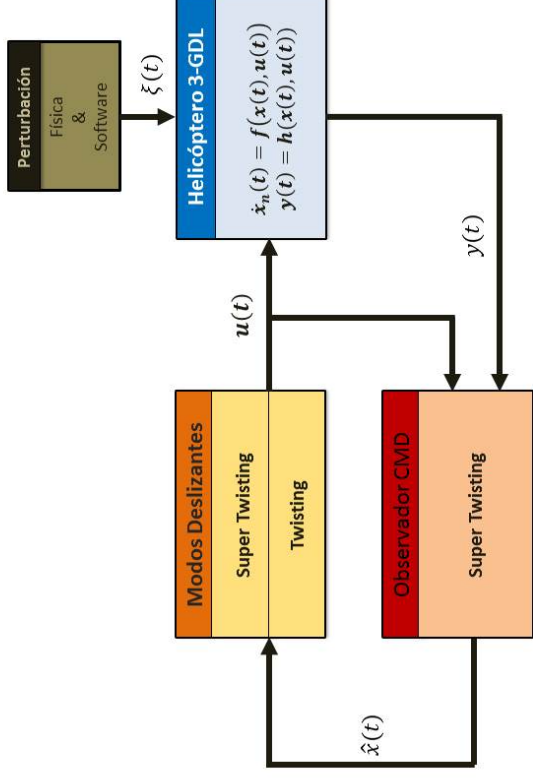 Perturbación
Física
&
Software
ξ(t)
Modos Deslizantes
Super Twisting
Twisting
u(t)
Helicóptero 3-GDL
ẋₙ(t) = f(x(t), u(t))
y(t) = h(x(t), u(t))
x̂(t)
Observador CMD
Super Twisting
y(t)